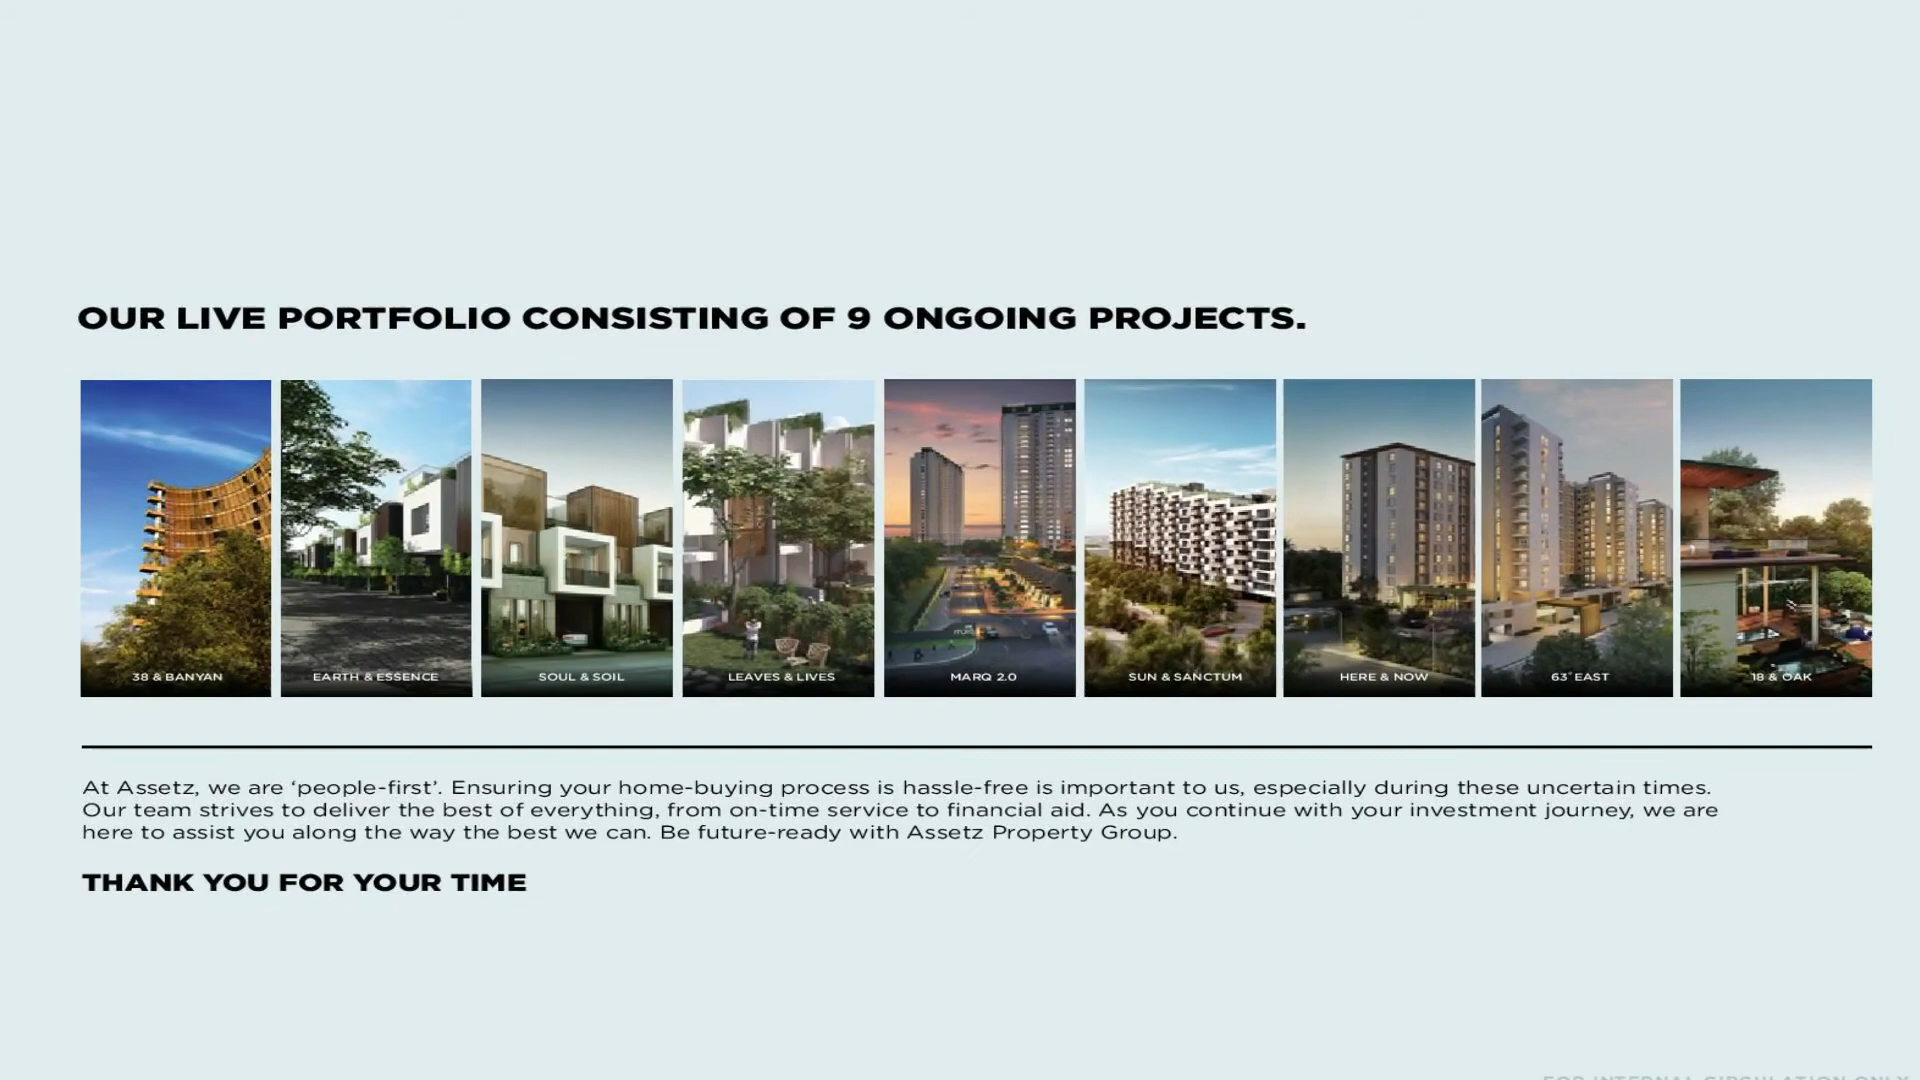 OUR LIVE PORTFOLIO CONSISTING OF 9 ONGOING PROJECTS.
38 & BANYAN
EARTH & ESSENCE
SOUL & SOIL
LEAVES & LIVES
MARQ 2.0
SUN & SANCTUM
HERE & NOW
63° EAST
18 & OAK
At Assetz, we are ‘people-first’. Ensuring your home-buying process is hassle-free is important to us, especially during these uncertain times.
Our team strives to deliver the best of everything, from on-time service to financial aid. As you continue with your investment journey, we are
here to assist you along the way the best we can. Be future-ready with Assetz Property Group.
THANK YOU FOR YOUR TIME
FOR INTERNAL CIRCULATION ONLY